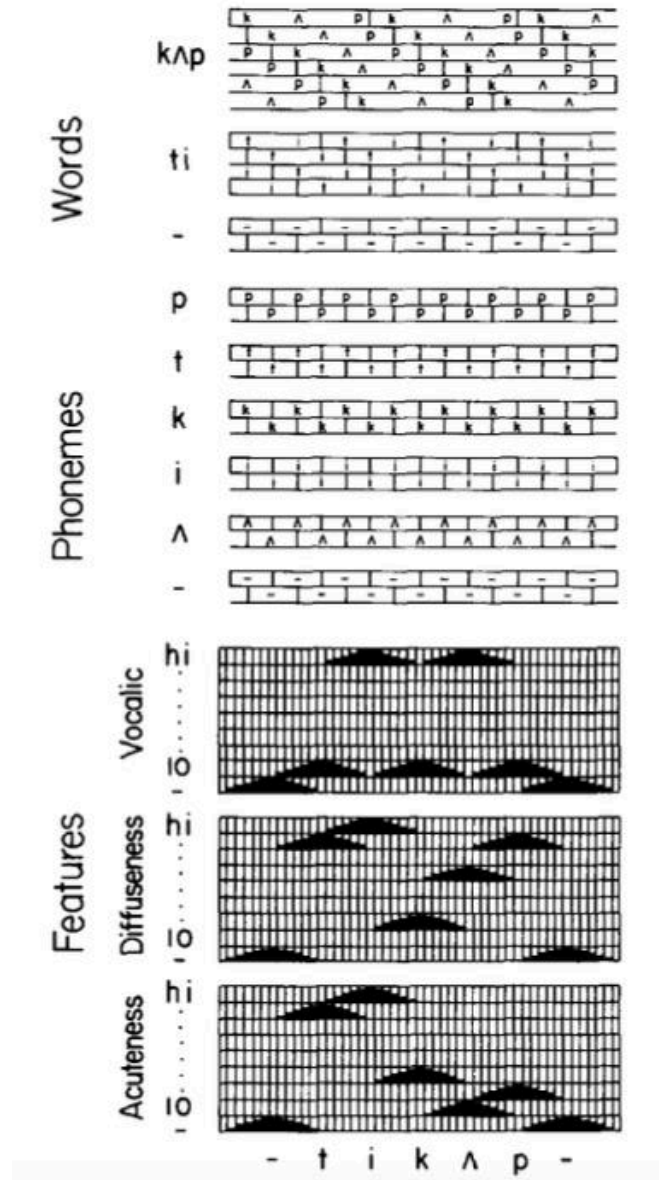 Words
kʌp
k ʌ p k ʌ p k ʌ
k ʌ p k ʌ p k
p k ʌ p k ʌ p k
p k ʌ p k ʌ p
ʌ p k ʌ p k ʌ p
ʌ p k ʌ p k ʌ
ti
t i t i t i t i
t i t i t i t
i t i t i t i t
i t i t i t i
-
- - - - - - - -
- - - - - - -
Phonemes
p
p p p p p p p p
p p p p p p p
t
t t t t t t t t
t t t t t t t
k
k k k k k k k k
k k k k k k k
i
i i i i i i i i
i i i i i i i
ʌ
ʌ ʌ ʌ ʌ ʌ ʌ ʌ ʌ
ʌ ʌ ʌ ʌ ʌ ʌ ʌ
-
- - - - - - - -
- - - - - - -
Features
Vocalic
hi
lo
-
Diffuseness
hi
lo
-
Acuteness
hi
lo
-
- t i k ʌ p -